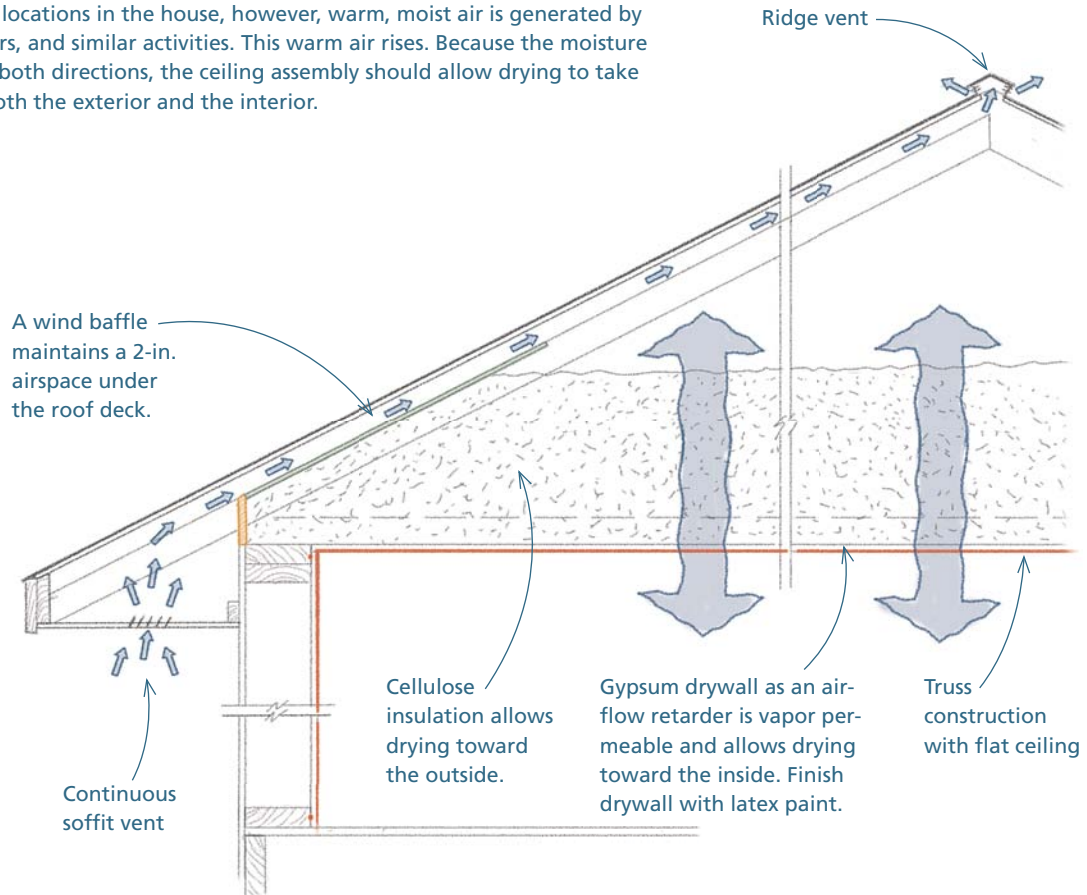 locations in the house, however, warm, moist air is generated by
rs, and similar activities. This warm air rises. Because the moisture
both directions, the ceiling assembly should allow drying to take
oth the exterior and the interior.
Ridge vent
A wind baffle
maintains a 2-in.
airspace under
the roof deck.
Cellulose
insulation allows
drying toward
the outside.
Gypsum drywall as an air-
flow retarder is vapor per-
meable and allows drying
toward the inside. Finish
drywall with latex paint.
Truss
construction
with flat ceiling
Continuous
soffit vent